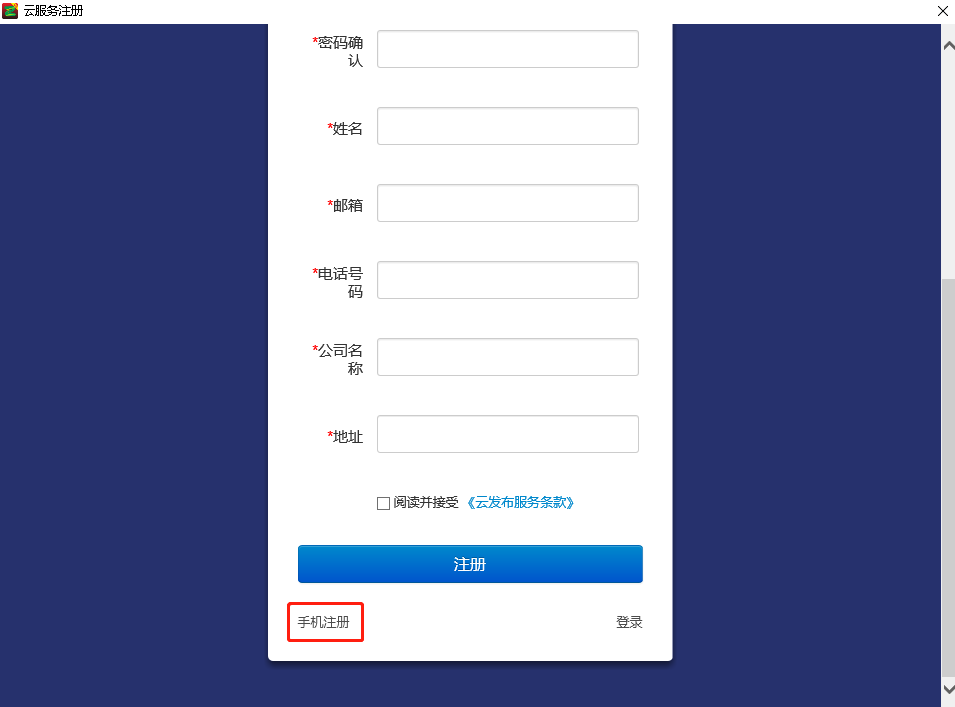 云服务注册
*密码确
认
*姓名
*邮箱
*电话号
码
*公司名
称
*地址
阅读并接受 《云发布服务条款》
注册
手机注册 登录